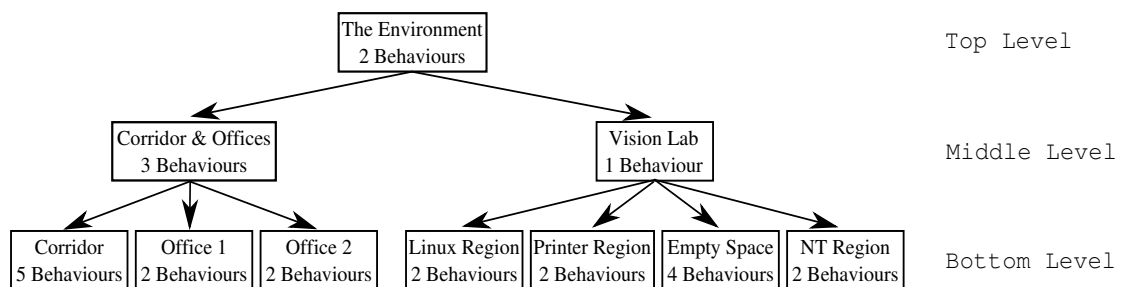 The Environment
2 Behaviours
Top Level
Corridor & Offices
3 Behaviours
Vision Lab
1 Behaviour
Middle Level
Corridor
5 Behaviours
Office 1
2 Behaviours
Office 2
2 Behaviours
Linux Region
2 Behaviours
Printer Region
2 Behaviours
Empty Space
4 Behaviours
NT Region
2 Behaviours
Bottom Level